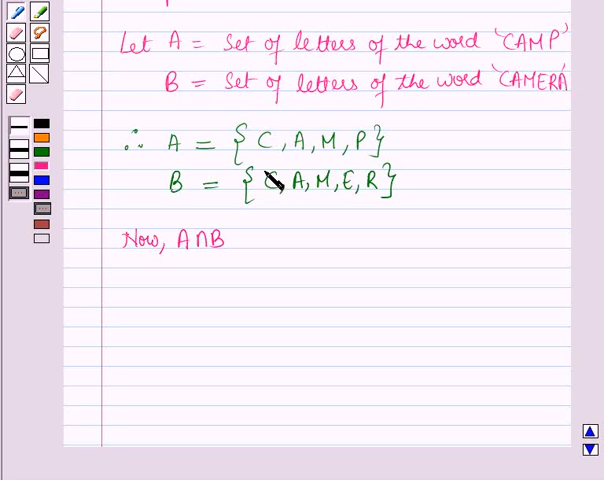 Let A = Set of letters of the word 'CAMP'
B = Set of letters of the word 'CAMERA'
∴ A = {C, A, M, P}
B = {C, A, M, E, R}
Now, A∩B